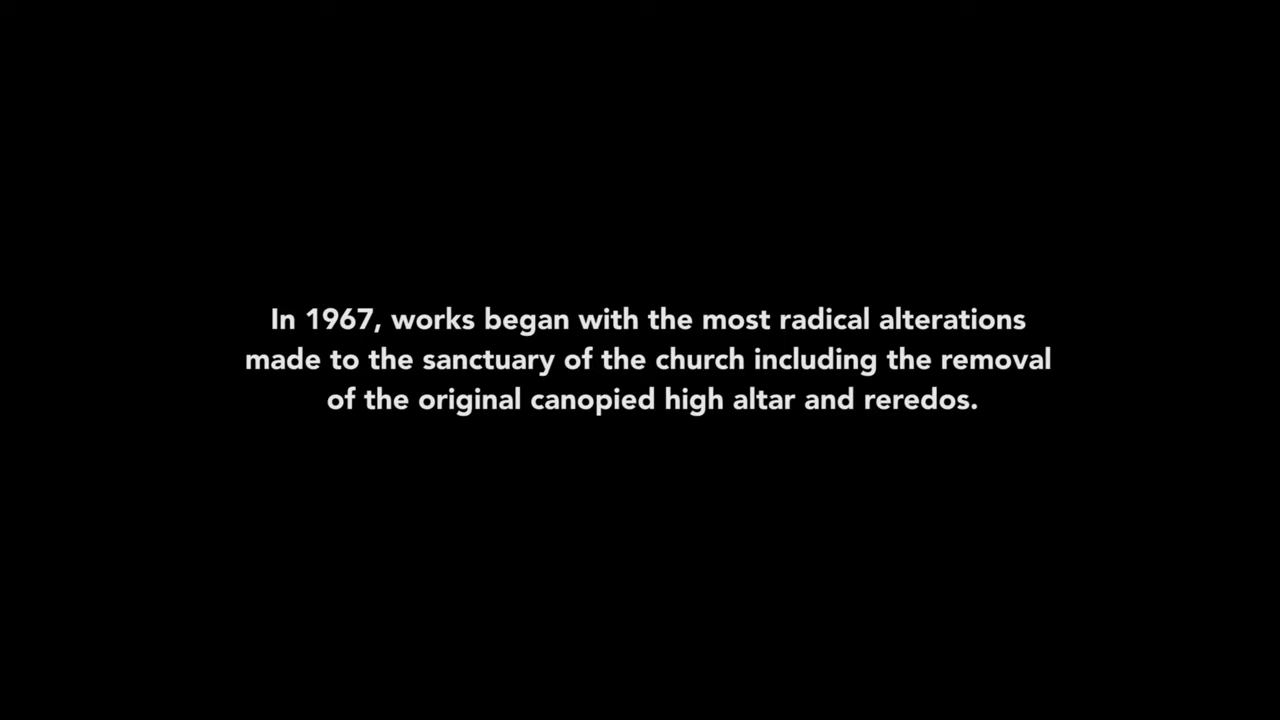 In 1967, works began with the most radical alterations
made to the sanctuary of the church including the removal
of the original canopied high altar and reredos.